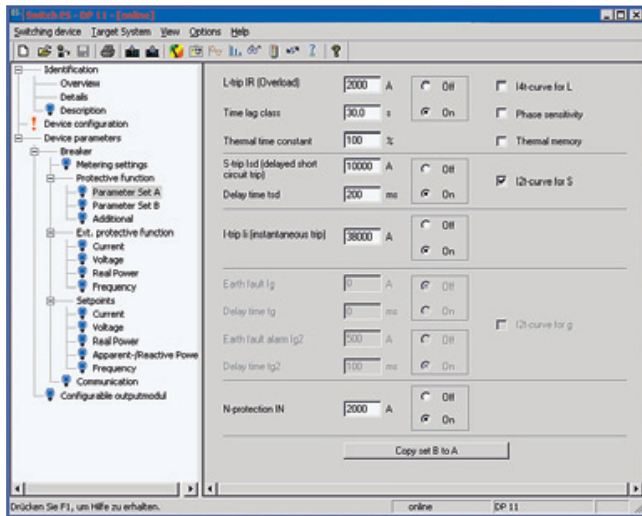 Switch ES - DP 11 - [online]
Switching device Target System View Options Help
Identification
Overview
Details
Description
Device configuration
Device parameters
Breaker
Metering settings
Protective function
Parameter Set A
Parameter Set B
Additional
Ext. protective function
Current
Voltage
Real Power
Frequency
Setpoints
Current
Voltage
Real Power
Apparent-/Reactive Powe
Frequency
Communication
Configurable outputmodul
L-trip IR (Overload) 2000 A Off I4t-curve for L
Time lag class 30,0 s On Phase sensitivity
Thermal time constant 100 % Thermal memory
S-trip Isd (delayed short
circuit trip) 10000 A Off
I2t-curve for S
Delay time tsd 200 ms On
I-trip Ii (instantaneous trip) 38000 A Off
On
Earth fault Ig 0 A Off
Delay time tg 0 ms On
I2t-curve for g
Earth fault alarm Ig2 500 A Off
Delay time tg2 100 ms On
N-protection IN 2000 A Off
On
Copy set B to A
Drücken Sie F1, um Hilfe zu erhalten. online DP 11